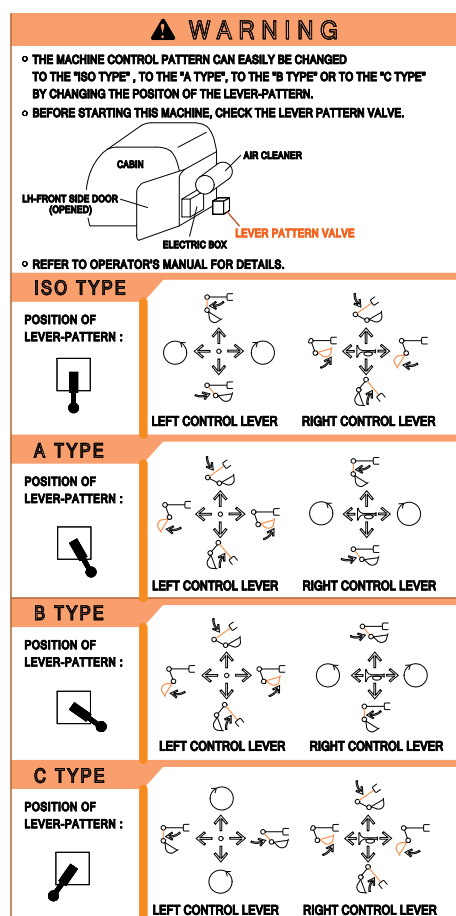 WARNING
THE MACHINE CONTROL PATTERN CAN EASILY BE CHANGED
TO THE "ISO TYPE" , TO THE "A TYPE", TO THE "B TYPE" OR TO THE "C TYPE"
BY CHANGING THE POSITON OF THE LEVER-PATTERN.
BEFORE STARTING THIS MACHINE, CHECK THE LEVER PATTERN VALVE.
CABIN
AIR CLEANER
LH-FRONT SIDE DOOR
(OPENED)
LEVER PATTERN VALVE
ELECTRIC BOX
REFER TO OPERATOR'S MANUAL FOR DETAILS.
ISO TYPE
POSITION OF
LEVER-PATTERN :
LEFT CONTROL LEVER
RIGHT CONTROL LEVER
A TYPE
POSITION OF
LEVER-PATTERN :
LEFT CONTROL LEVER
RIGHT CONTROL LEVER
B TYPE
POSITION OF
LEVER-PATTERN :
LEFT CONTROL LEVER
RIGHT CONTROL LEVER
C TYPE
POSITION OF
LEVER-PATTERN :
LEFT CONTROL LEVER
RIGHT CONTROL LEVER